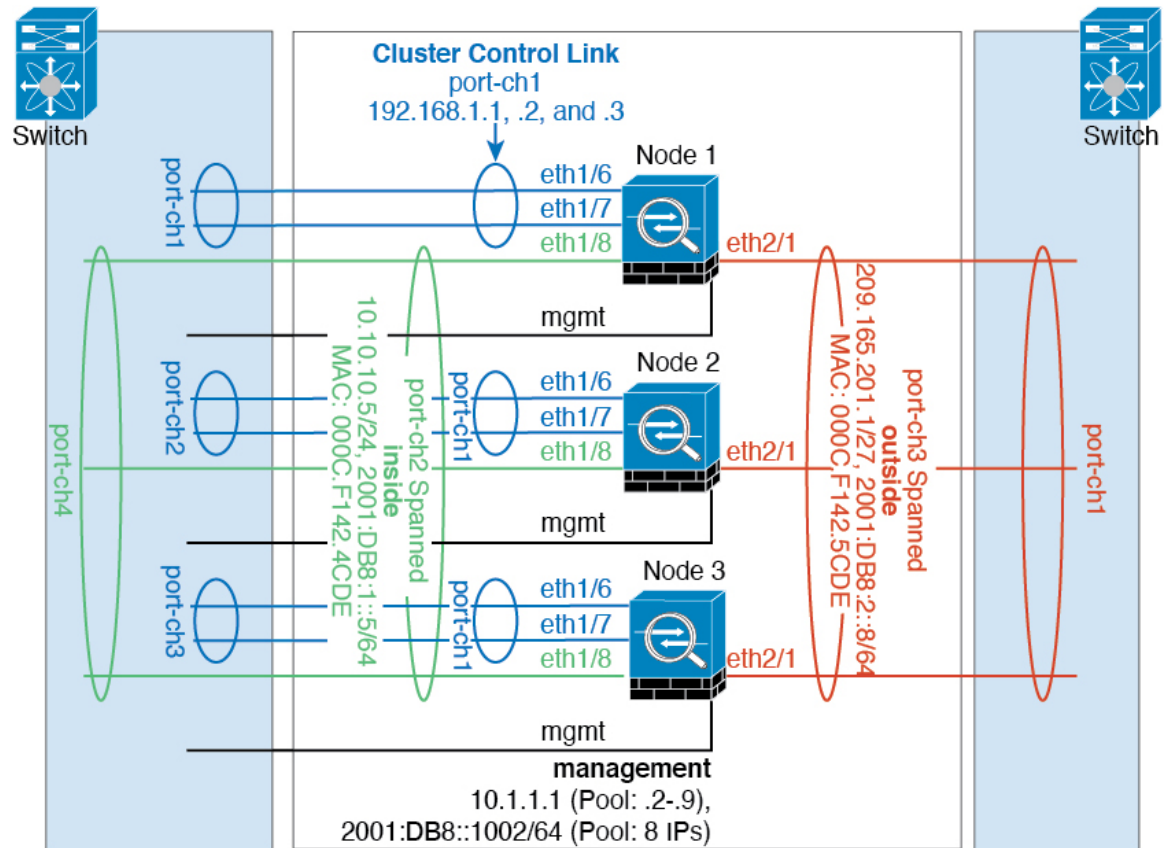 Switch
Switch
Cluster Control Link
port-ch1
192.168.1.1, .2, and .3
Node 1
port-ch1
eth1/6
eth1/7
eth1/8
eth2/1
mgmt
Node 2
port-ch2
port-ch1
eth1/6
eth1/7
eth1/8
eth2/1
mgmt
Node 3
port-ch3
port-ch1
eth1/6
eth1/7
eth1/8
eth2/1
mgmt
port-ch4
port-ch2 Spanned
inside
10.10.10.5/24, 2001:DB8:1::5/64
MAC: 000C.F142.4CDE
port-ch3 Spanned
outside
209.165.201.1/27, 2001:DB8:2::8/64
MAC: 000C.F142.5CDE
port-ch1
management
10.1.1.1 (Pool: .2-.9),
2001:DB8::1002/64 (Pool: 8 IPs)